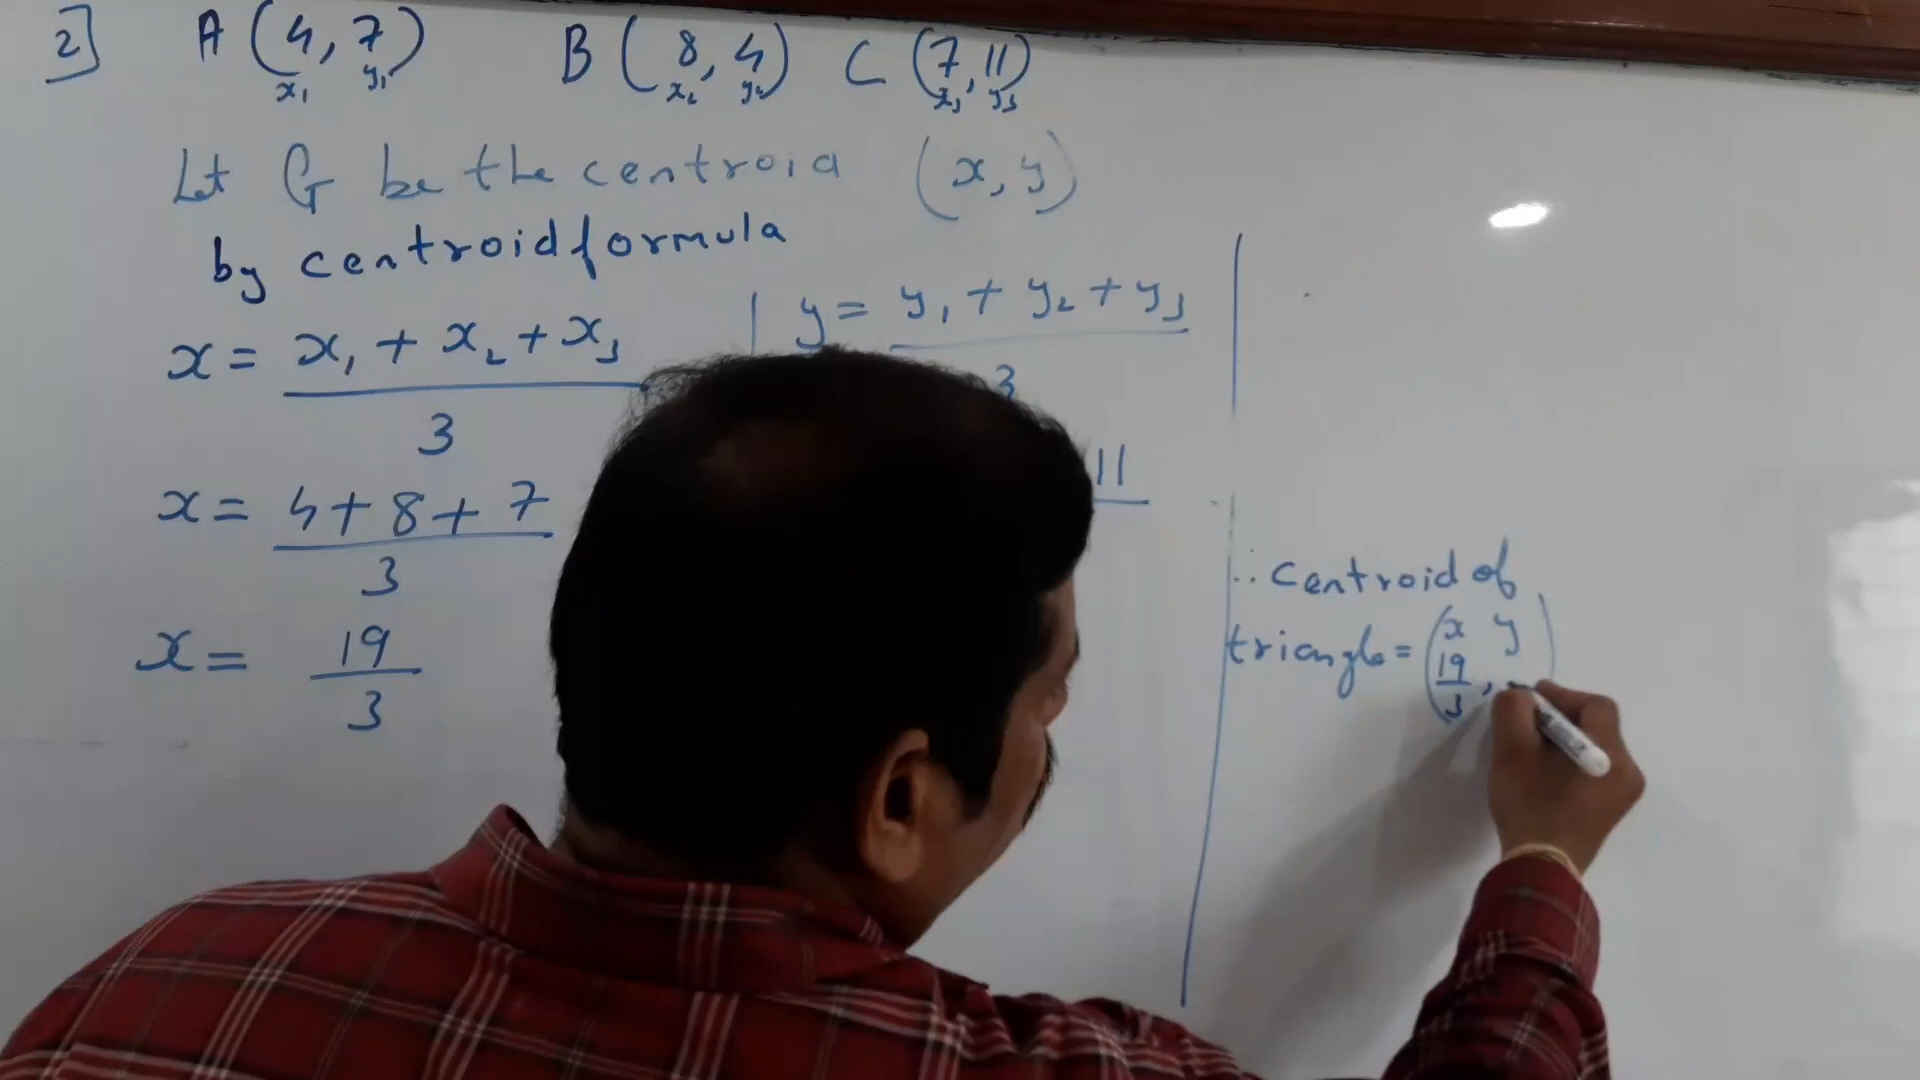 2] A (4, 7) B (8, 4) C (7, 11)
x₁ y₁ x₂ y₂ x₃ y₃
Let G be the centroid (x, y)
by centroid formula
x = x₁ + x₂ + x₃
3
x = 4 + 8 + 7
3
x = 19
3
y = y₁ + y₂ + y₃
3
11
∴ Centroid of
triangle = (x y
19
3 , )